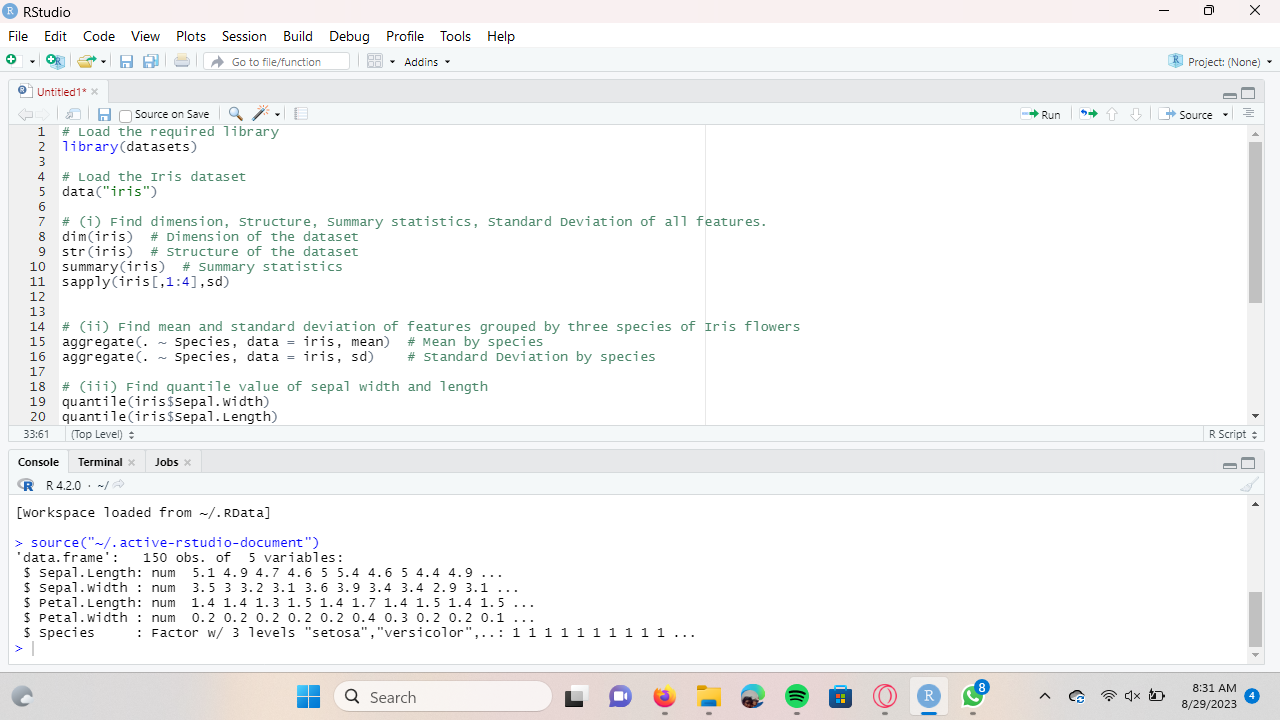 RStudio
File Edit Code View Plots Session Build Debug Profile Tools Help
Go to file/function Addins Project: (None)
Untitled1*
Source on Save Run Source
1 # Load the required library
2 library(datasets)
3
4 # Load the Iris dataset
5 data("iris")
6
7 # (i) Find dimension, Structure, Summary statistics, Standard Deviation of all features.
8 dim(iris)  # Dimension of the dataset
9 str(iris)  # Structure of the dataset
10 summary(iris)  # Summary statistics
11 sapply(iris[,1:4],sd)
12
13
14 # (ii) Find mean and standard deviation of features grouped by three species of Iris flowers
15 aggregate(. ~ Species, data = iris, mean)  # Mean by species
16 aggregate(. ~ Species, data = iris, sd)    # Standard Deviation by species
17
18 # (iii) Find quantile value of sepal width and length
19 quantile(iris$Sepal.Width)
20 quantile(iris$Sepal.Length)
33:61 (Top Level) R Script
Console Terminal Jobs
R 4.2.0 · ~/
[Workspace loaded from ~/.RData]
> source("~/.active-rstudio-document")
'data.frame':   150 obs. of  5 variables:
$ Sepal.Length: num  5.1 4.9 4.7 4.6 5 5.4 4.6 5 4.4 4.9 ...
$ Sepal.Width : num  3.5 3 3.2 3.1 3.6 3.9 3.4 3.4 2.9 3.1 ...
$ Petal.Length: num  1.4 1.4 1.3 1.5 1.4 1.7 1.4 1.5 1.4 1.5 ...
$ Petal.Width : num  0.2 0.2 0.2 0.2 0.2 0.4 0.3 0.2 0.2 0.1 ...
$ Species     : Factor w/ 3 levels "setosa","versicolor",..: 1 1 1 1 1 1 1 1 1 1 ...
>
Search 8 8:31 AM
8/29/2023 4